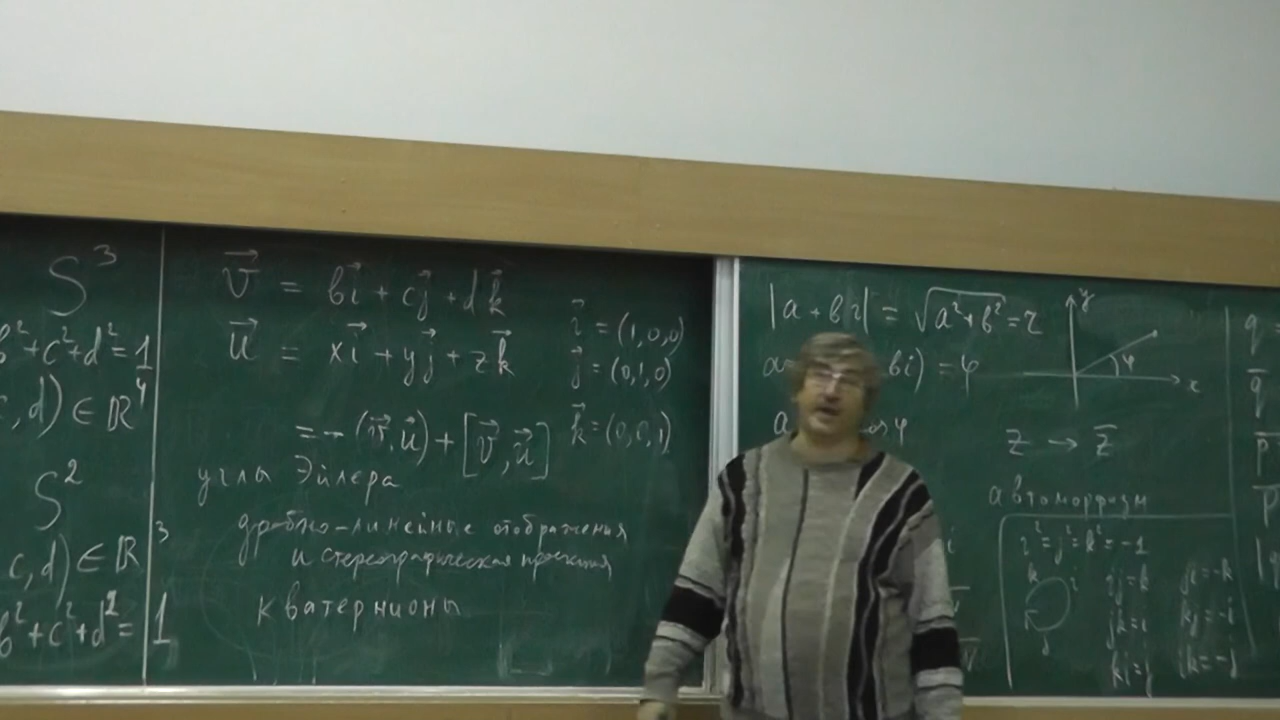 S³
b²+c²+d²=1
c, d) ∈ ℝ⁴
S²
c, d) ∈ ℝ³
b²+c²+d²=1
v⃗ = bi⃗ + cj⃗ + dk⃗
u⃗ = xi⃗ + yj⃗ + zk⃗
= -(v⃗, u⃗) + [v⃗, u⃗]
i⃗ = (1,0,0)
j⃗ = (0,1,0)
k⃗ = (0,0,1)
углы Эйлера
дробно-линейные отображения
и стереографическая проекция
кватернионы
|a + bi| = √a²+b² = r
bi) = φ
y
φ
x
z → z̄
автоморфизм
i²=j²=k²=-1
k i
j
ij=k ji=-k
jk=i kj=-i
ki=j ik=-j
q =
q̄